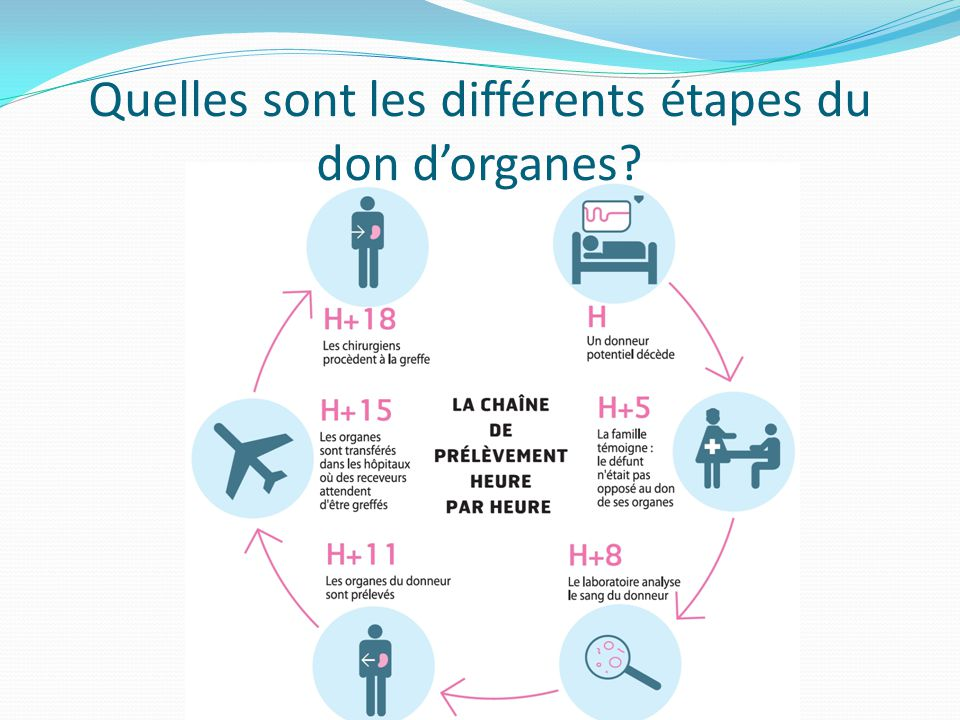 Quelles sont les différents étapes du
don d’organes?
H
Un donneur
potentiel décède
H+5
La famille
témoigne :
le défunt
n'était pas
opposé au don
de ses organes
H+8
Le laboratoire analyse
le sang du donneur
H+11
Les organes du donneur
sont prélevés
H+15
Les organes
sont transférés
dans les hôpitaux
où des receveurs
attendent
d'être greffés
H+18
Les chirurgiens
procèdent à la greffe
LA CHAÎNE
DE
PRÉLÈVEMENT
HEURE
PAR HEURE